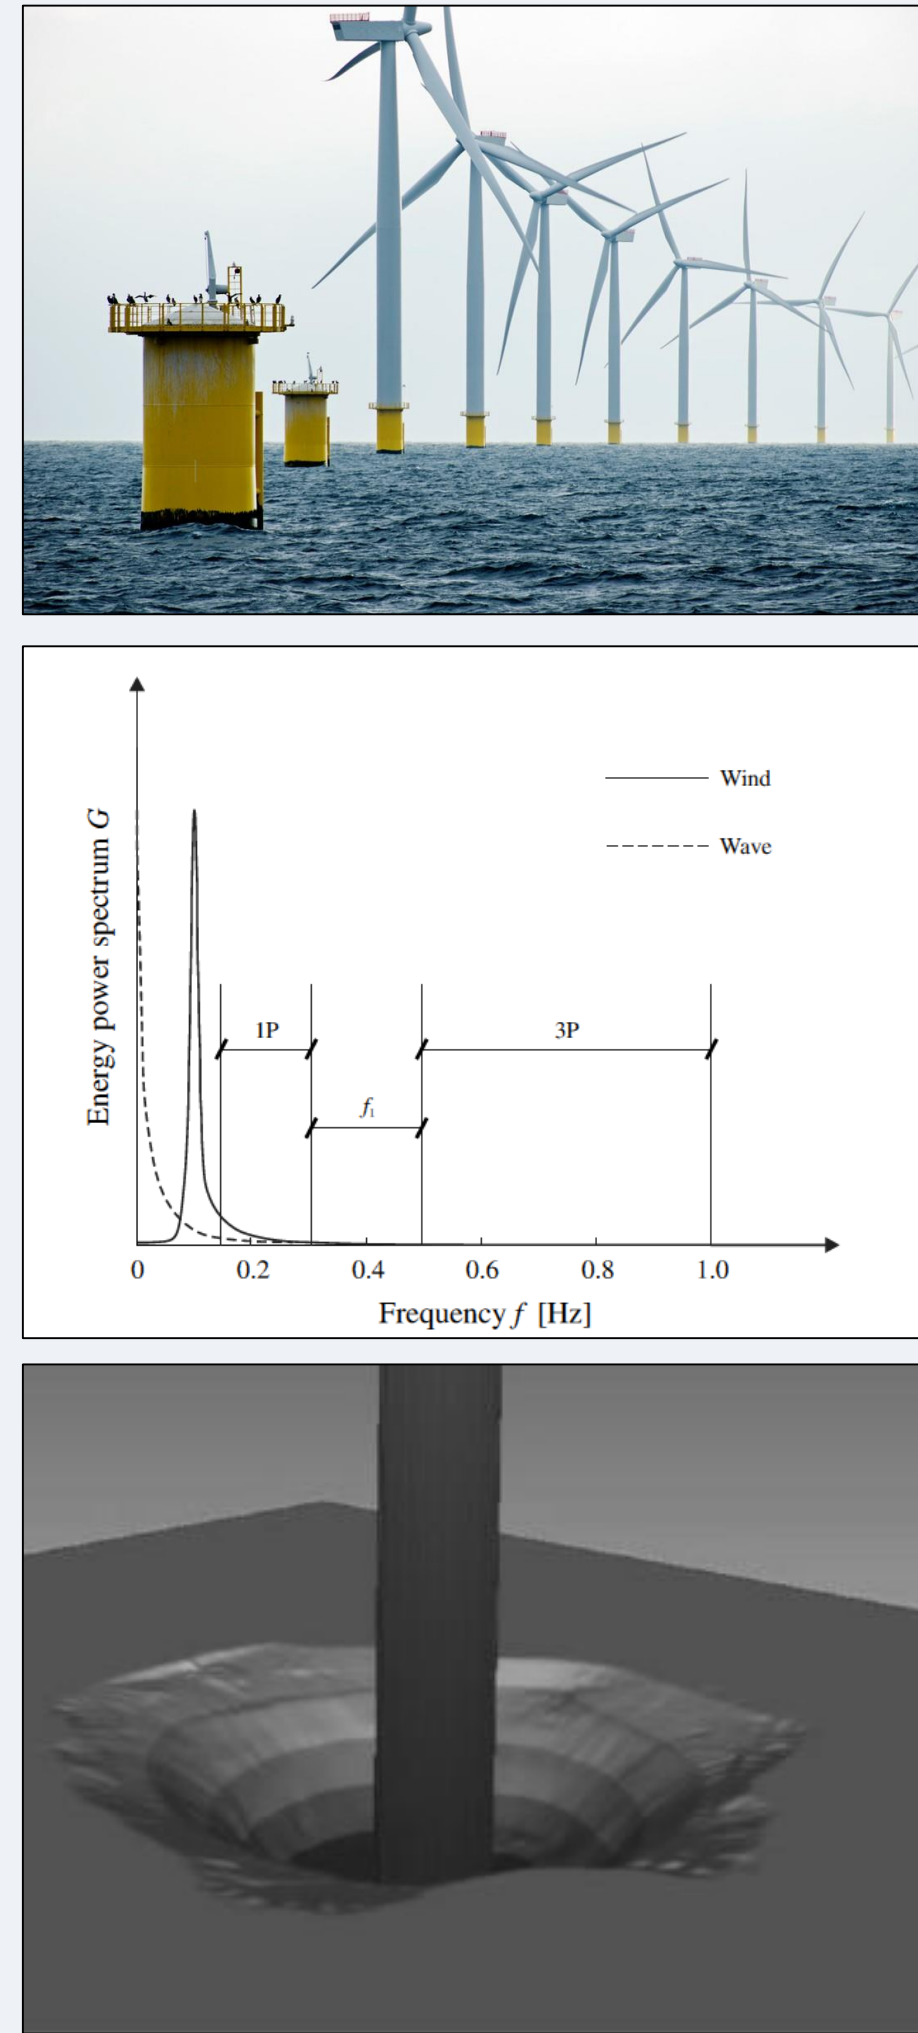 Energy power spectrum G
Wind
Wave
1P
3P
f₁
0 0.2 0.4 0.6 0.8 1.0
Frequency f [Hz]